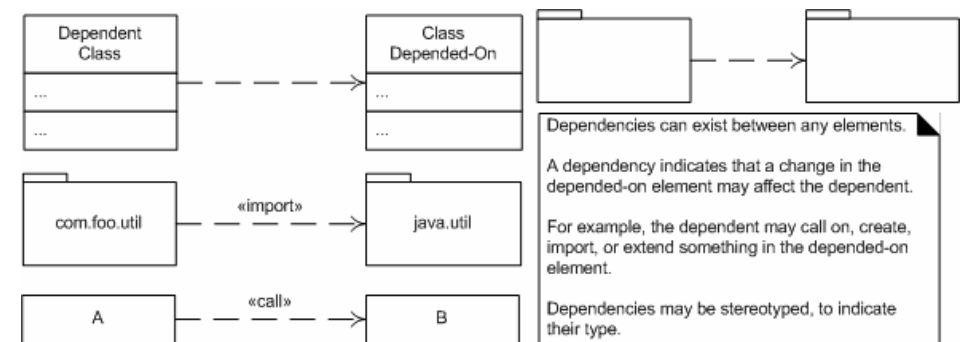 Dependent
Class
...
...
Class
Depended-On
...
...
com.foo.util
«import»
java.util
A
«call»
B
Dependencies can exist between any elements.
A dependency indicates that a change in the
depended-on element may affect the dependent.
For example, the dependent may call on, create,
import, or extend something in the depended-on
element.
Dependencies may be stereotyped, to indicate
their type.